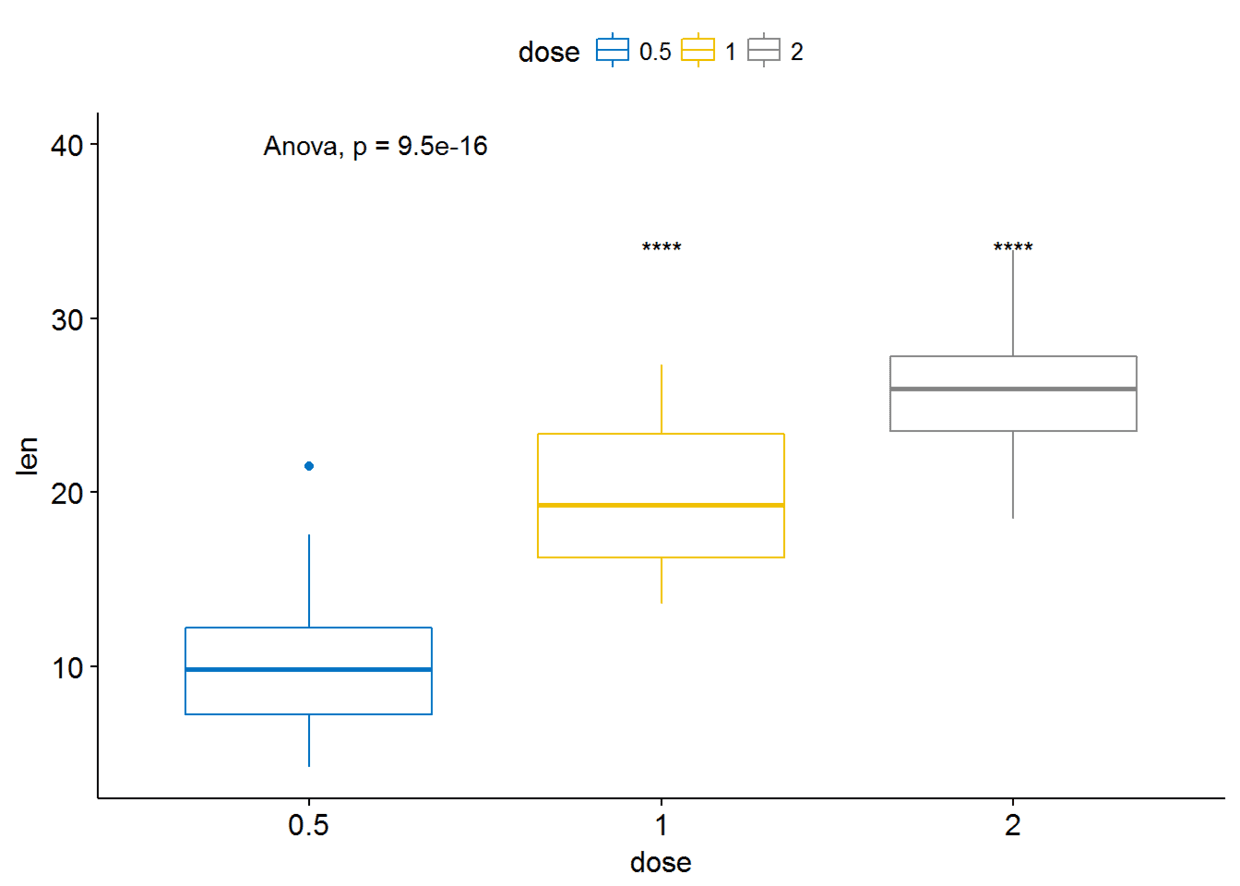 dose 0.5 1 2
Anova, p = 9.5e-16
40
**** ****
30
len
20
10
0.5 1 2
dose